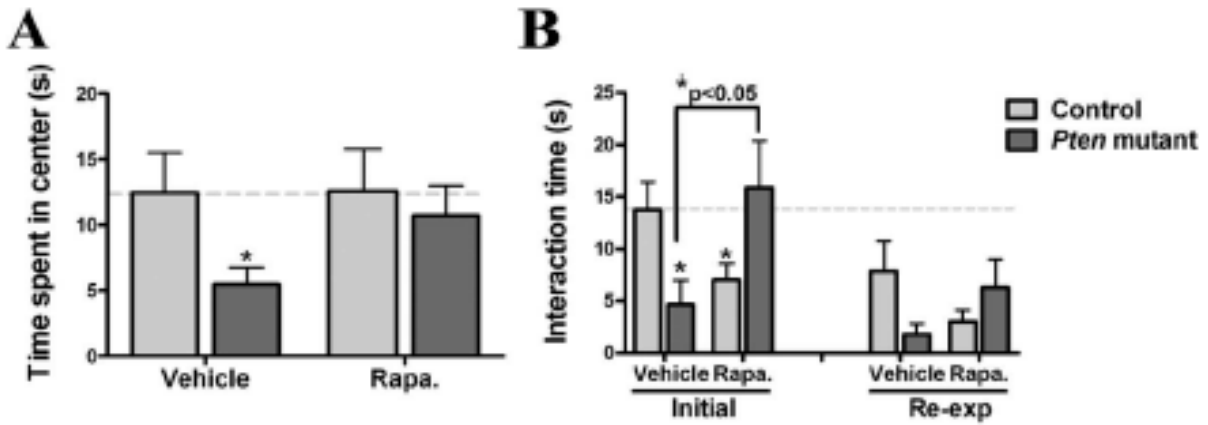 A
Time spent in center (s)
20
15
10
5
0
*
Vehicle
Rapa.
B
Interaction time (s)
25
20
15
10
5
0
*p<0.05
*
*
Vehicle Rapa.
Vehicle Rapa.
Initial
Re-exp
Control
Pten mutant